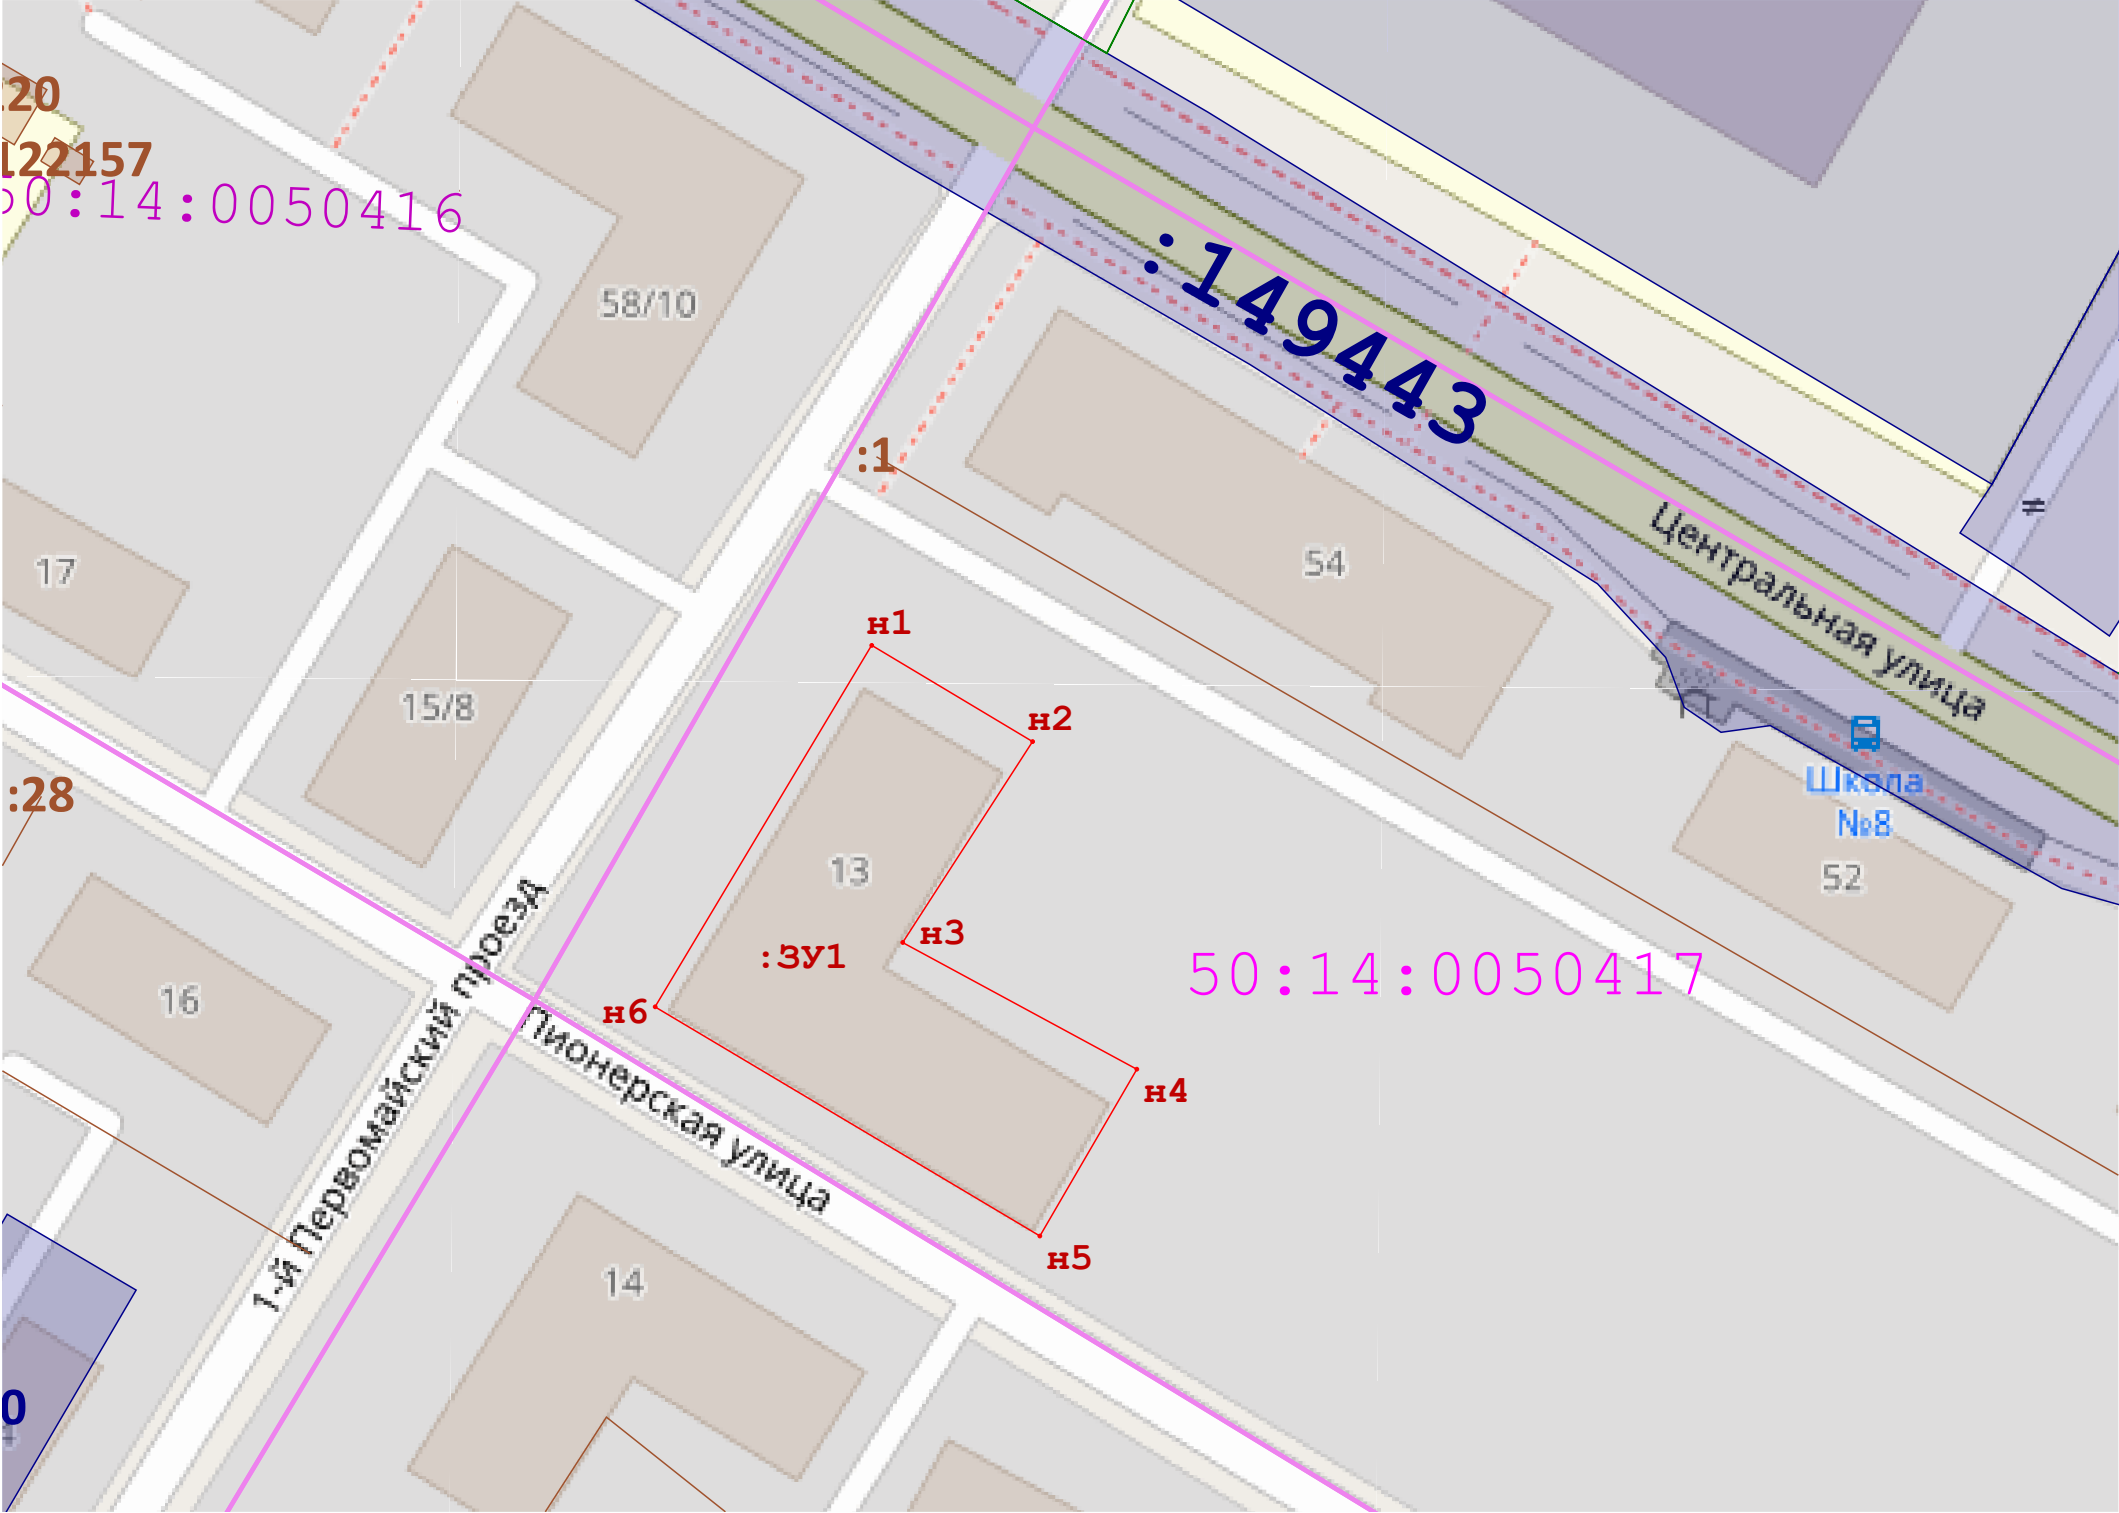 20
122157
50:14:0050416
58/10
:149443
:1
54
17
Центральная улица
н1
15/8
н2
Школа
№8
:28
13
52
н3
:ЗУ1
50:14:0050417
1-й Первомайский проезд
16
н6
Пионерская улица
н4
н5
14
0